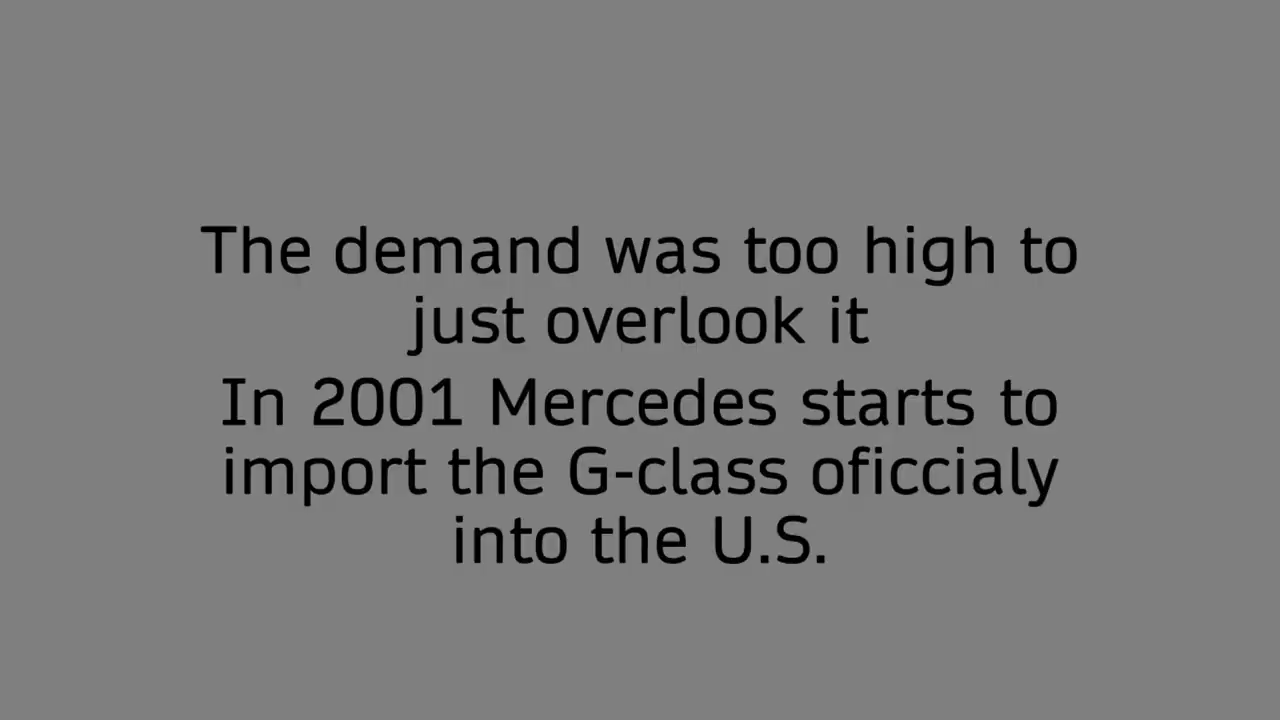 The demand was too high to
just overlook it
In 2001 Mercedes starts to
import the G-class oficcialy
into the U.S.